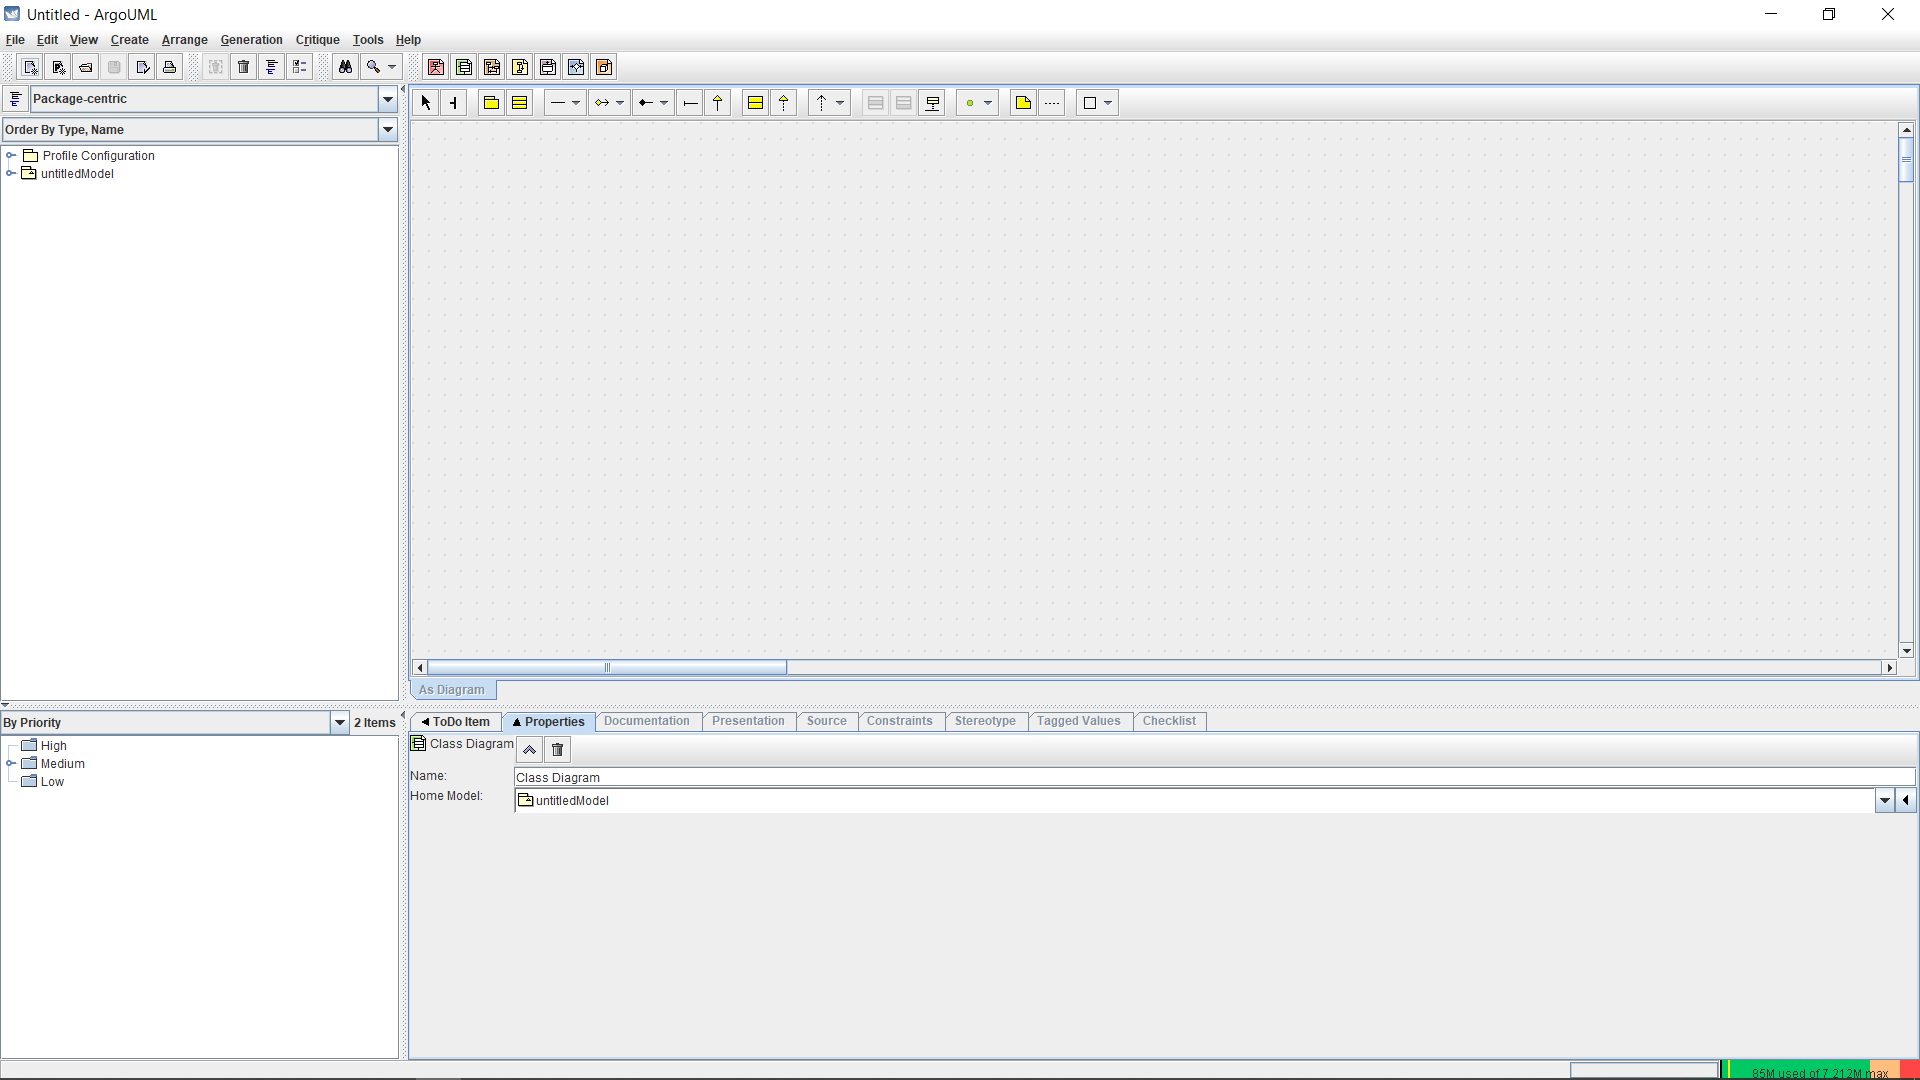 Untitled - ArgoUML
File Edit View Create Arrange Generation Critique Tools Help
Package-centric
Order By Type, Name
Profile Configuration
untitledModel
As Diagram
By Priority 2 Items
High
Medium
Low
ToDo Item Properties Documentation Presentation Source Constraints Stereotype Tagged Values Checklist
Class Diagram
Name: Class Diagram
Home Model: untitledModel
85M used of 7 212M max